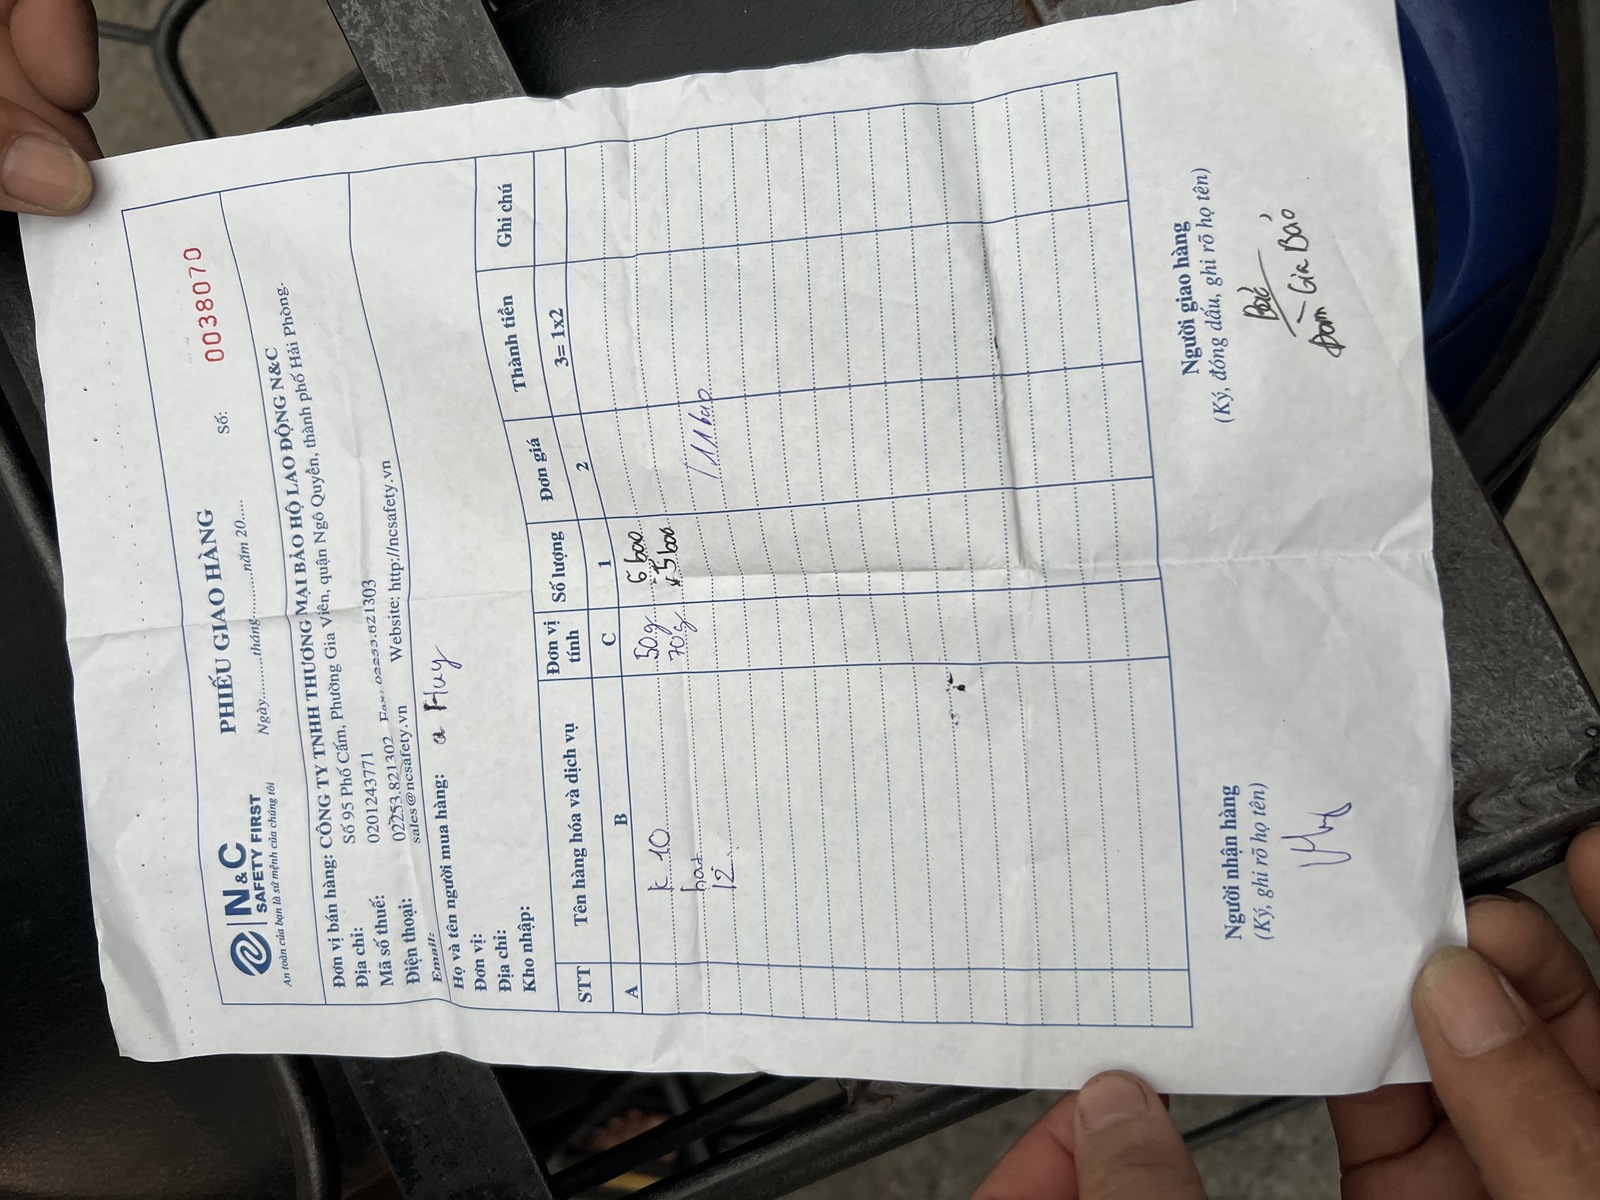 N&C
SAFETY FIRST
An toàn của bạn là sứ mệnh của chúng tôi
PHIẾU GIAO HÀNG
Ngày..........tháng..........năm 20.....
Số: 0038070
Đơn vị bán hàng: CÔNG TY TNHH THƯƠNG MẠI BẢO HỘ LAO ĐỘNG N&C
Địa chỉ: Số 95 Phố Cấm, Phường Gia Viên, quận Ngô Quyền, thành phố Hải Phòng.
Mã số thuế: 0201243771
Điện thoại: 02253.821302 Fax: 02253.821303
Email: sales@ncsafety.vn Website: http://ncsafety.vn
Họ và tên người mua hàng: a Huy
Đơn vị:
Địa chỉ:
Kho nhập:
STT Tên hàng hóa và dịch vụ Đơn vị tính Số lượng Đơn giá Thành tiền Ghi chú
A B C 1 2 3= 1x2
K 10 50g 6 bao
hạt 70g x 5 bao
12 11 bao
Người nhận hàng
(Ký, ghi rõ họ tên)
Huy
Người giao hàng
(Ký, đóng dấu, ghi rõ họ tên)
Bảo
Đàm Gia Bảo